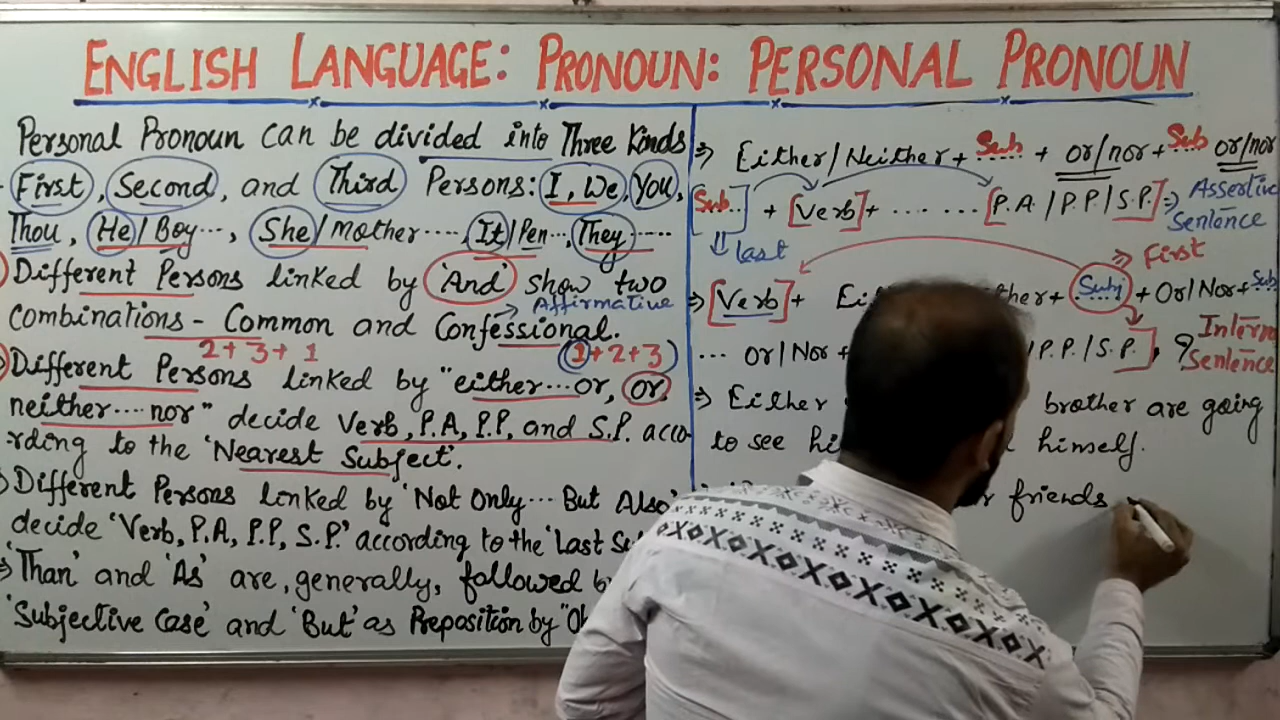 ENGLISH LANGUAGE: PRONOUN: PERSONAL PRONOUN
Personal Pronoun can be divided into Three Kinds
First, Second, and Third Persons: I, We, You,
Thou, He/Boy..., She/Mother...., It/Pen..., They......
Different Persons linked by 'And' show two
→ Affirmative
combinations - Common and Confessional.
2+3+1 (1+2+3)
Different Persons linked by "either...or, or
neither....nor" decide Verb, P.A, P.P, and S.P. acco-
rding to the 'Nearest Subject'.
Different Persons linked by 'Not Only... But Also'
decide 'Verb, P.A, P.P, S.P.' according to the 'Last
⇒ 'Than' and 'As' are, generally, followed
'Subjective Case' and 'But' as Preposition by
⇒ Either/Neither + Sub ..... + or/nor + Sub ... or/nor
[Sub...] + [Verb] + ... ... [P.A./P.P./S.P.] ⇒ Assertive
Sentence
⇓ last
⇒ First
⇒ [Verb] + + Subj ..... + Or/Nor + Sub
... or/Nor + /P.P./S.P.], ?
Sentence
⇒ Either brother are going
to see himself.
friends